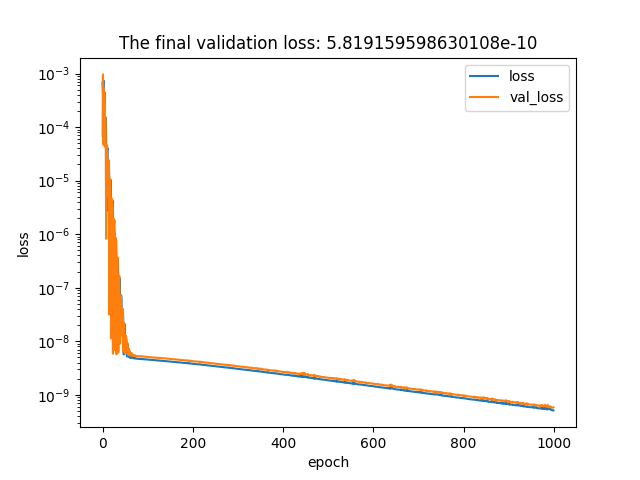 The final validation loss: 5.819159598630108e-10
loss
val_loss
10⁻³
10⁻⁴
10⁻⁵
10⁻⁶
10⁻⁷
10⁻⁸
10⁻⁹
loss
0
200
400
600
800
1000
epoch